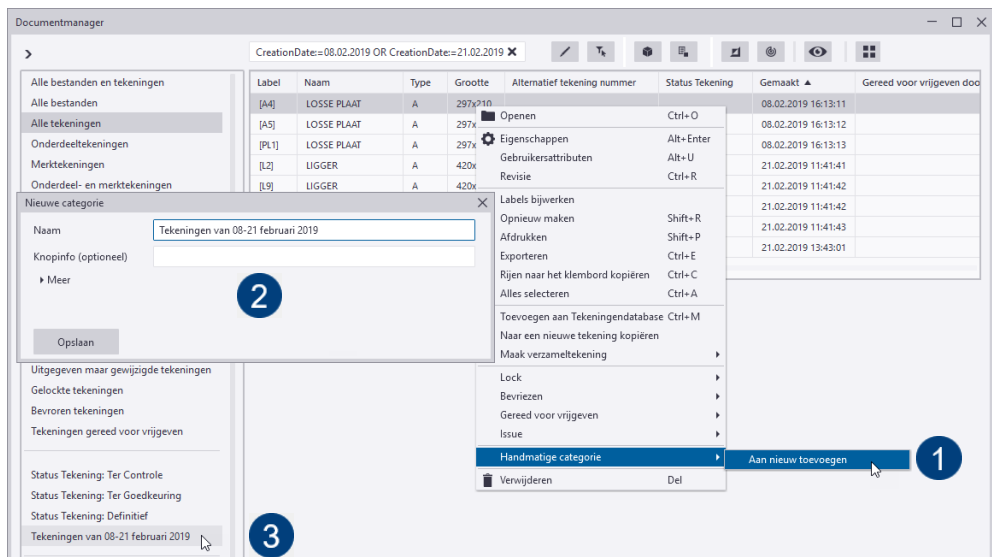 Documentmanager
CreationDate:=08.02.2019 OR CreationDate:=21.02.2019
Alle bestanden en tekeningen
Alle bestanden
Alle tekeningen
Onderdeeltekeningen
Merktekeningen
Onderdeel- en merktekeningen
Label Naam Type Grootte Alternatief tekening nummer Status Tekening Gemaakt Gereed voor vrijgeven doo
[A4] LOSSE PLAAT A 297x210 08.02.2019 16:13:11
[A5] LOSSE PLAAT A 297x 08.02.2019 16:13:12
[PL1] LOSSE PLAAT A 297x 08.02.2019 16:13:13
[L2] LIGGER A 420x 21.02.2019 11:41:41
[L9] LIGGER A 420x 21.02.2019 11:41:42
21.02.2019 11:41:42
21.02.2019 11:41:43
21.02.2019 13:43:01
Openen Ctrl+O
Eigenschappen Alt+Enter
Gebruikersattributen Alt+U
Revisie Ctrl+R
Labels bijwerken
Opnieuw maken Shift+R
Afdrukken Shift+P
Exporteren Ctrl+E
Rijen naar het klembord kopiëren Ctrl+C
Alles selecteren Ctrl+A
Toevoegen aan Tekeningendatabase Ctrl+M
Naar een nieuwe tekening kopiëren
Maak verzameltekening
Lock
Bevriezen
Gereed voor vrijgeven
Issue
Handmatige categorie
Verwijderen Del
Aan nieuw toevoegen
1
Nieuwe categorie
Naam Tekeningen van 08-21 februari 2019
Knopinfo (optioneel)
Meer
Opslaan
2
Uitgegeven maar gewijzigde tekeningen
Gelockte tekeningen
Bevroren tekeningen
Tekeningen gereed voor vrijgeven
Status Tekening: Ter Controle
Status Tekening: Ter Goedkeuring
Status Tekening: Definitief
Tekeningen van 08-21 februari 2019
3